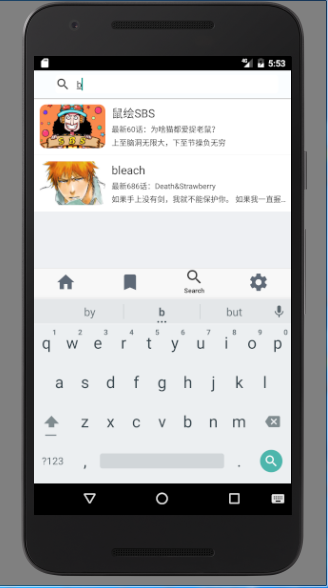 5:53
b
鼠绘SBS
最新60话：为啥猫都爱捉老鼠?
上至脑洞无限大，下至节操负无穷
bleach
最新686话：Death&Strawberry
如果手上没有剑，我就不能保护你。如果我一直握…
Search
by b but
1 2 3 4 5 6 7 8 9 0
q w e r t y u i o p
a s d f g h j k l
z x c v b n m
?123 , .